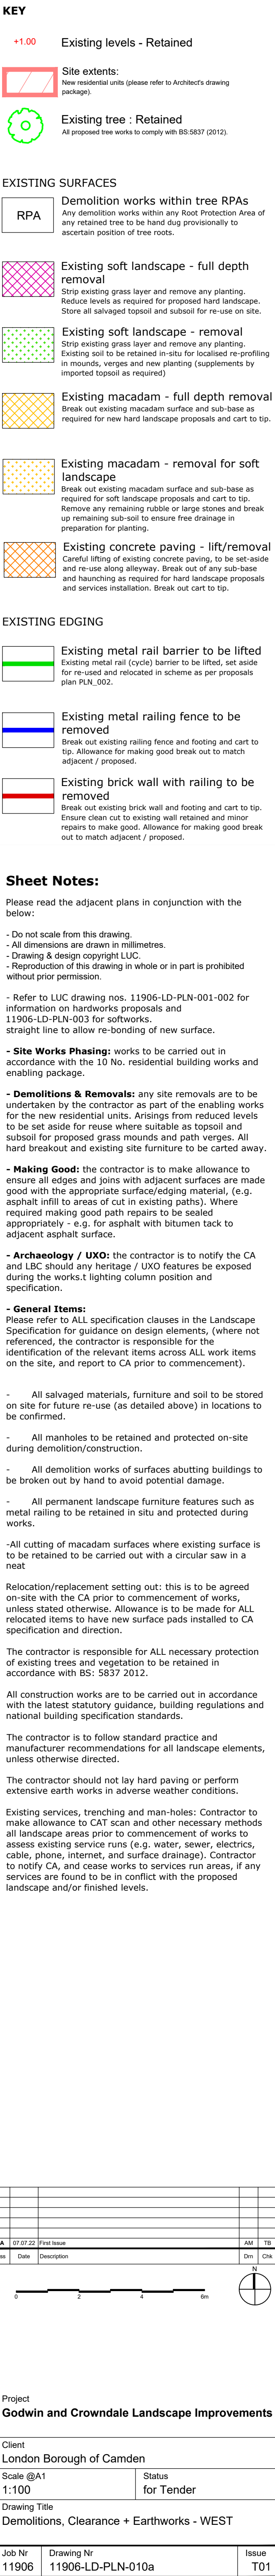 KEY
+1.00
Existing levels - Retained
Site extents:
New residential units (please refer to Architect's drawing
package).
Existing tree : Retained
All proposed tree works to comply with BS:5837 (2012).
EXISTING SURFACES
RPA
Demolition works within tree RPAs
Any demolition works within any Root Protection Area of
any retained tree to be hand dug provisionally to
ascertain position of tree roots.
Existing soft landscape - full depth
removal
Strip existing grass layer and remove any planting.
Reduce levels as required for proposed hard landscape.
Store all salvaged topsoil and subsoil for re-use on site.
Existing soft landscape - removal
Strip existing grass layer and remove any planting.
Existing soil to be retained in-situ for localised re-profiling
in mounds, verges and new planting (supplements by
imported topsoil as required)
Existing macadam - full depth removal
Break out existing macadam surface and sub-base as
required for new hard landscape proposals and cart to tip.
Existing macadam - removal for soft
landscape
Break out existing macadam surface and sub-base as
required for soft landscape proposals and cart to tip.
Remove any remaining rubble or large stones and break
up remaining sub-soil to ensure free drainage in
preparation for planting.
Existing concrete paving - lift/removal
Careful lifting of existing concrete paving, to be set-aside
and re-use along alleyway. Break out of any sub-base
and haunching as required for hard landscape proposals
and services installation. Break out cart to tip.
EXISTING EDGING
Existing metal rail barrier to be lifted
Existing metal rail (cycle) barrier to be lifted, set aside
for re-used and relocated in scheme as per proposals
plan PLN_002.
Existing metal railing fence to be
removed
Break out existing railing fence and footing and cart to
tip. Allowance for making good break out to match
adjacent / proposed.
Existing brick wall with railing to be
removed
Break out existing brick wall and footing and cart to tip.
Ensure clean cut to existing wall retained and minor
repairs to make good. Allowance for making good break
out to match adjacent / proposed.
Sheet Notes:
Please read the adjacent plans in conjunction with the
below:
- Do not scale from this drawing.
- All dimensions are drawn in millimetres.
- Drawing & design copyright LUC.
- Reproduction of this drawing in whole or in part is prohibited
without prior permission.
- Refer to LUC drawing nos. 11906-LD-PLN-001-002 for
information on hardworks proposals and
11906-LD-PLN-003 for softworks.
straight line to allow re-bonding of new surface.
- Site Works Phasing: works to be carried out in
accordance with the 10 No. residential building works and
enabling package.
- Demolitions & Removals: any site removals are to be
undertaken by the contractor as part of the enabling works
for the new residential units. Arisings from reduced levels
to be set aside for reuse where suitable as topsoil and
subsoil for proposed grass mounds and path verges. All
hard breakout and existing site furniture to be carted away.
- Making Good: the contractor is to make allowance to
ensure all edges and joins with adjacent surfaces are made
good with the appropriate surface/edging material, (e.g.
asphalt infill to areas of cut in existing paths). Where
required making good path repairs to be sealed
appropriately - e.g. for asphalt with bitumen tack to
adjacent asphalt surface.
- Archaeology / UXO: the contractor is to notify the CA
and LBC should any heritage / UXO features be exposed
during the works.t lighting column position and
specification.
- General Items:
Please refer to ALL specification clauses in the Landscape
Specification for guidance on design elements, (where not
referenced, the contractor is responsible for the
identification of the relevant items across ALL work items
on the site, and report to CA prior to commencement).
- All salvaged materials, furniture and soil to be stored
on site for future re-use (as detailed above) in locations to
be confirmed.
- All manholes to be retained and protected on-site
during demolition/construction.
- All demolition works of surfaces abutting buildings to
be broken out by hand to avoid potential damage.
- All permanent landscape furniture features such as
metal railing to be retained in situ and protected during
works.
-All cutting of macadam surfaces where existing surface is
to be retained to be carried out with a circular saw in a
neat
Relocation/replacement setting out: this is to be agreed
on-site with the CA prior to commencement of works,
unless stated otherwise. Allowance is to be made for ALL
relocated items to have new surface pads installed to CA
specification and direction.
The contractor is responsible for ALL necessary protection
of existing trees and vegetation to be retained in
accordance with BS: 5837 2012.
All construction works are to be carried out in accordance
with the latest statutory guidance, building regulations and
national building specification standards.
The contractor is to follow standard practice and
manufacturer recommendations for all landscape elements,
unless otherwise directed.
The contractor should not lay hard paving or perform
extensive earth works in adverse weather conditions.
Existing services, trenching and man-holes: Contractor to
make allowance to CAT scan and other necessary methods
all landscape areas prior to commencement of works to
assess existing service runs (e.g. water, sewer, electrics,
cable, phone, internet, and surface drainage). Contractor
to notify CA, and cease works to services run areas, if any
services are found to be in conflict with the proposed
landscape and/or finished levels.
A 07.07.22 First Issue AM TB
ss Date Description Drn Chk
N
0 2 4 6m
Project
Godwin and Crowndale Landscape Improvements
Client
London Borough of Camden
Scale @A1 Status
1:100 for Tender
Drawing Title
Demolitions, Clearance + Earthworks - WEST
Job Nr Drawing Nr Issue
11906 11906-LD-PLN-010a T01